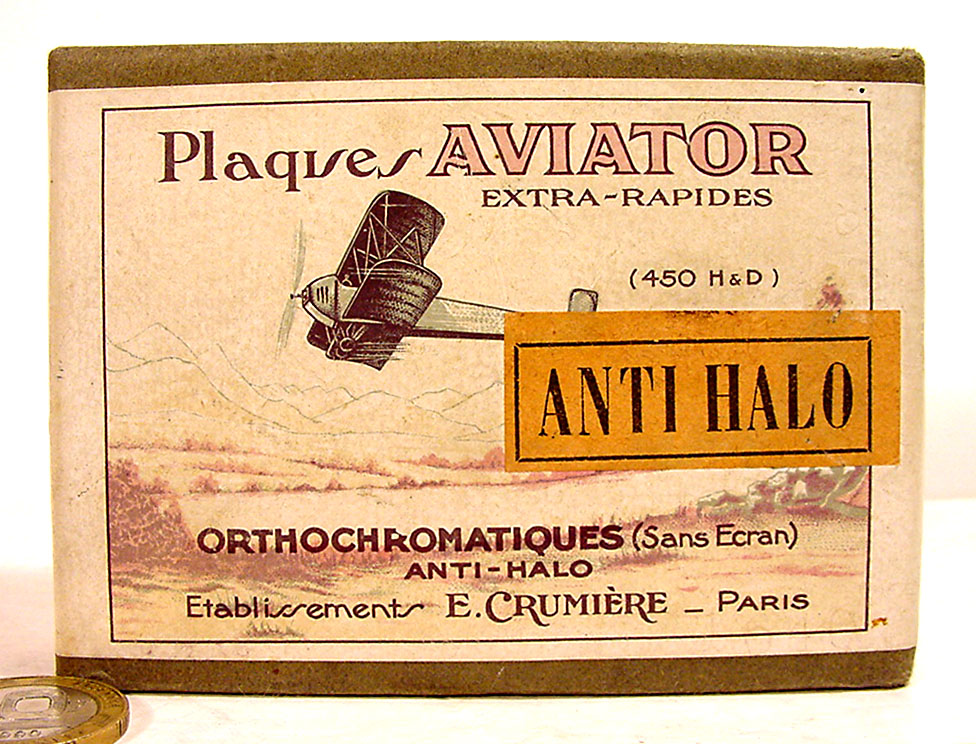 Plaques AVIATOR
EXTRA-RAPIDES
(450 H & D)
ANTI HALO
ORTHOCHROMATIQUES (Sans Ecran)
ANTI-HALO
Etablissements E. CRUMIÈRE _ PARIS